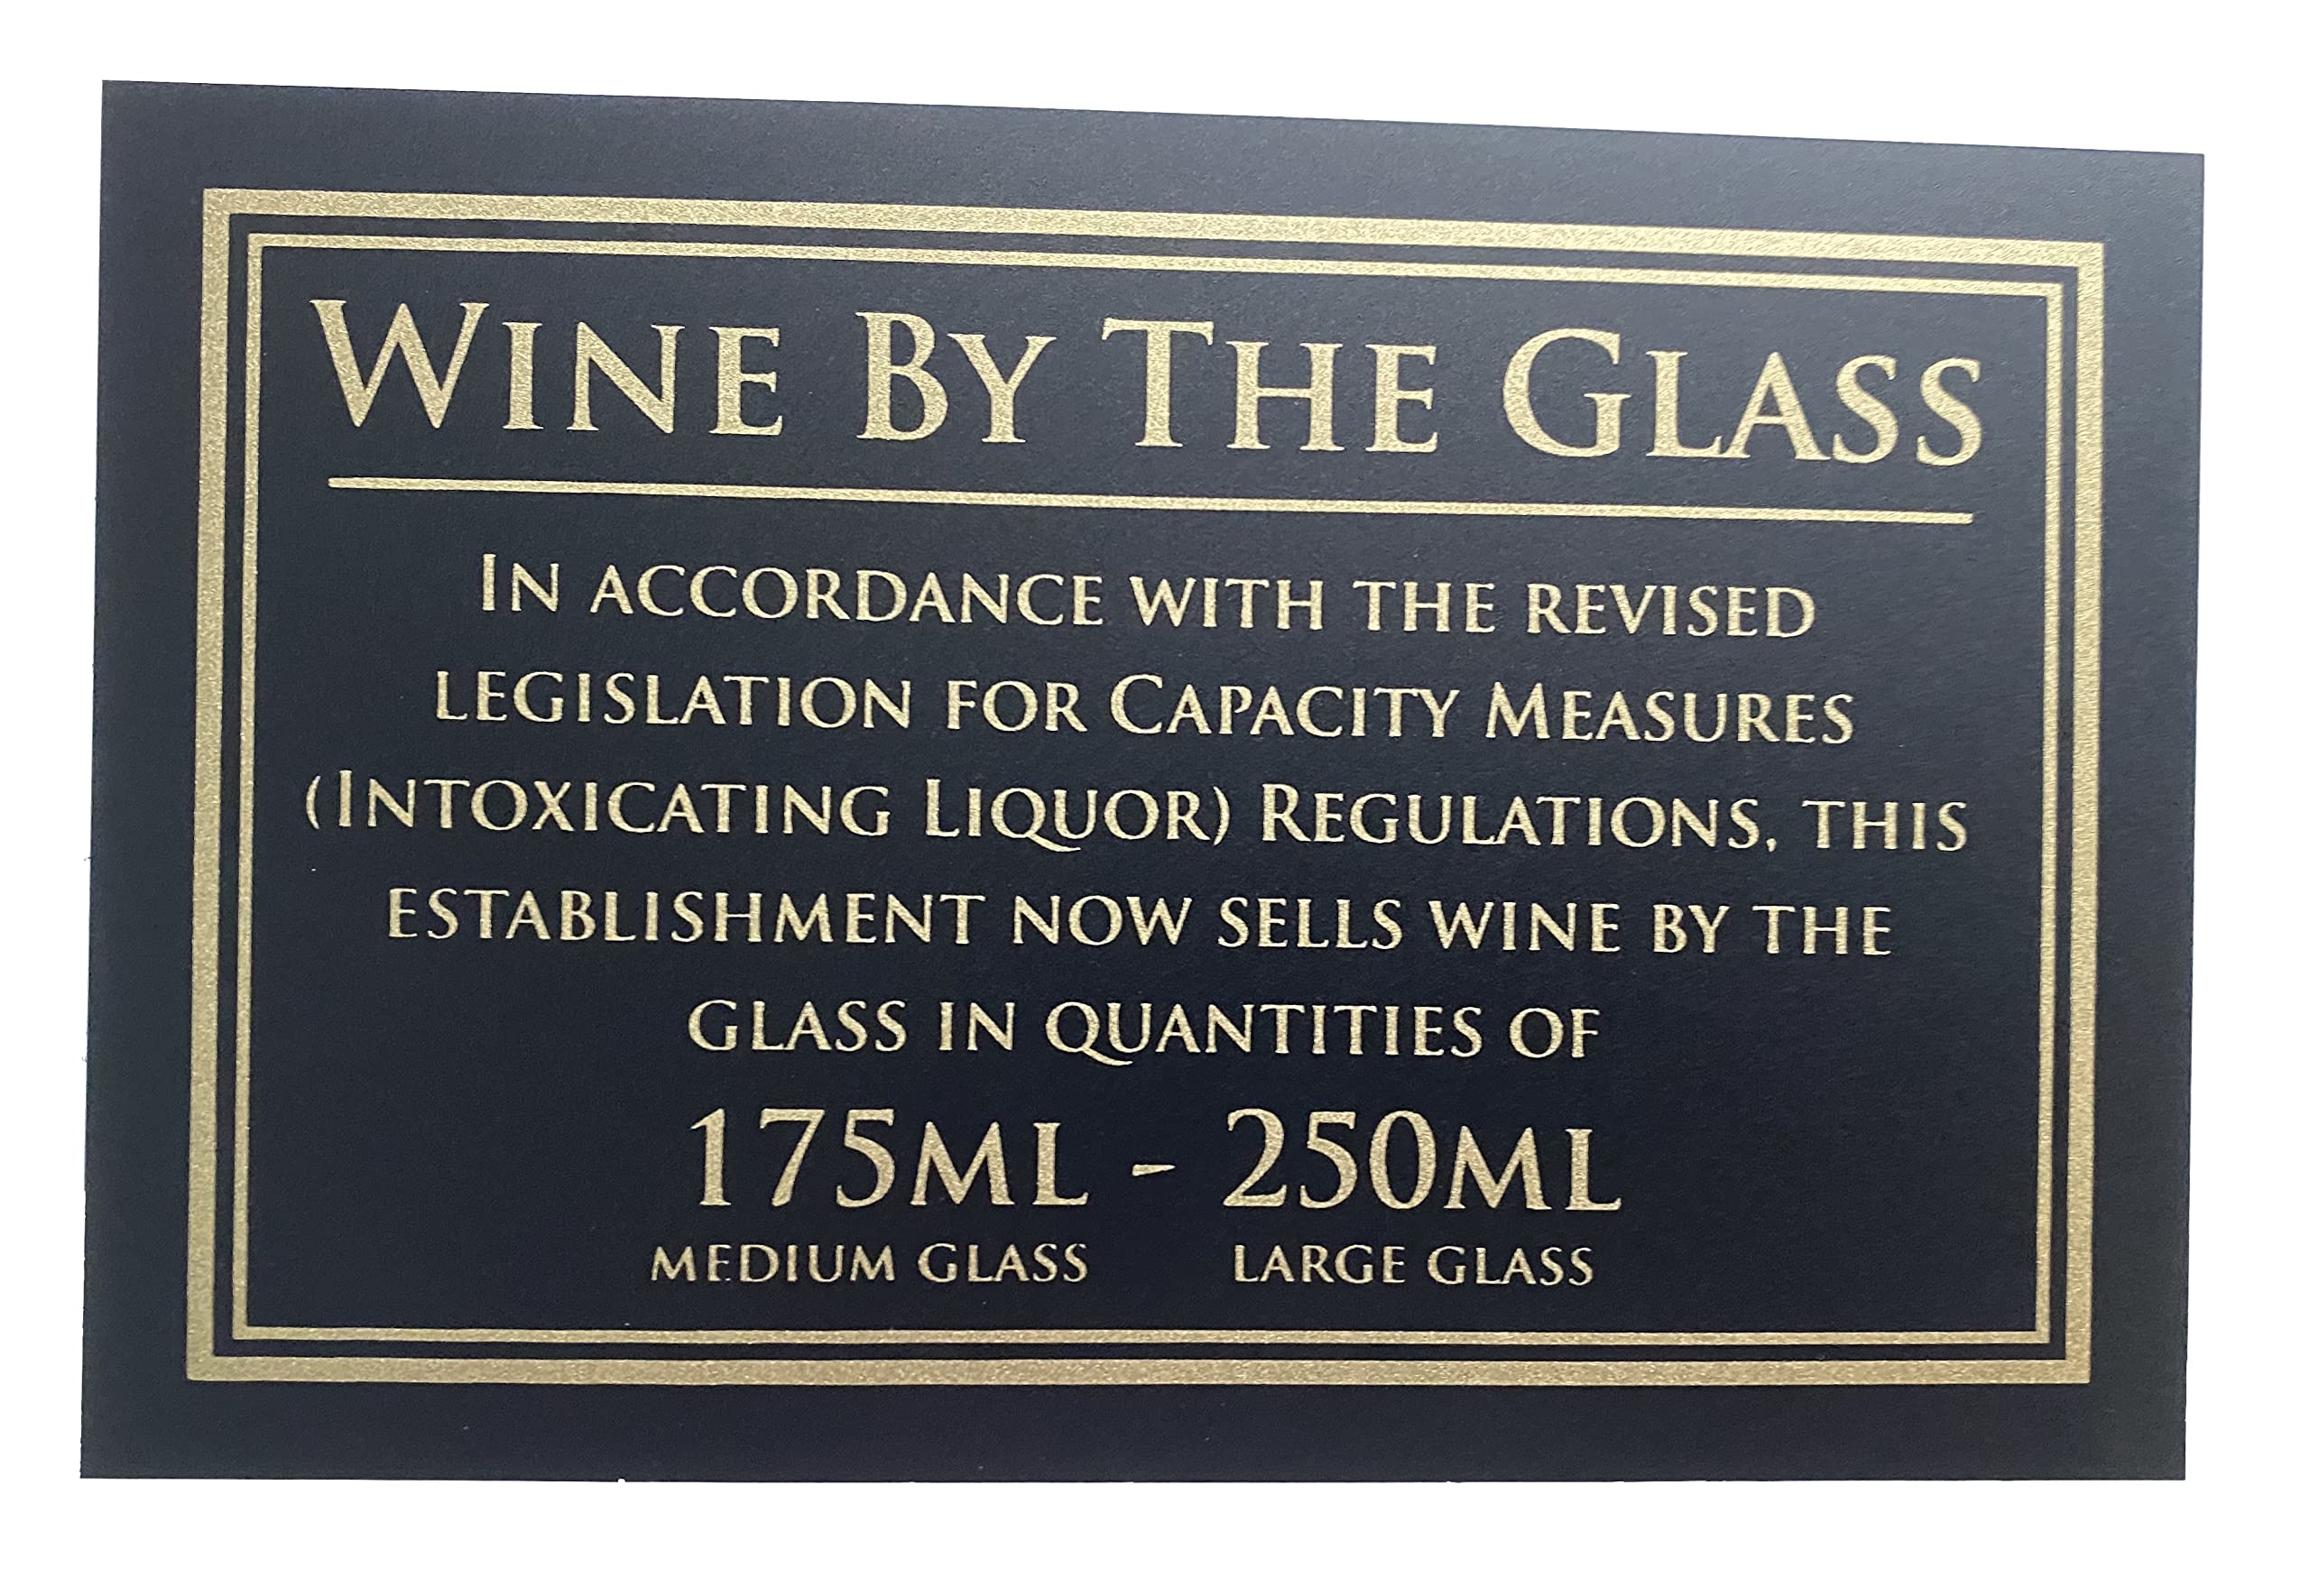 Wine By The Glass
In accordance with the revised
legislation for Capacity Measures
(Intoxicating Liquor) Regulations, this
establishment now sells wine by the
glass in quantities of
175ml - 250ml
medium glass large glass